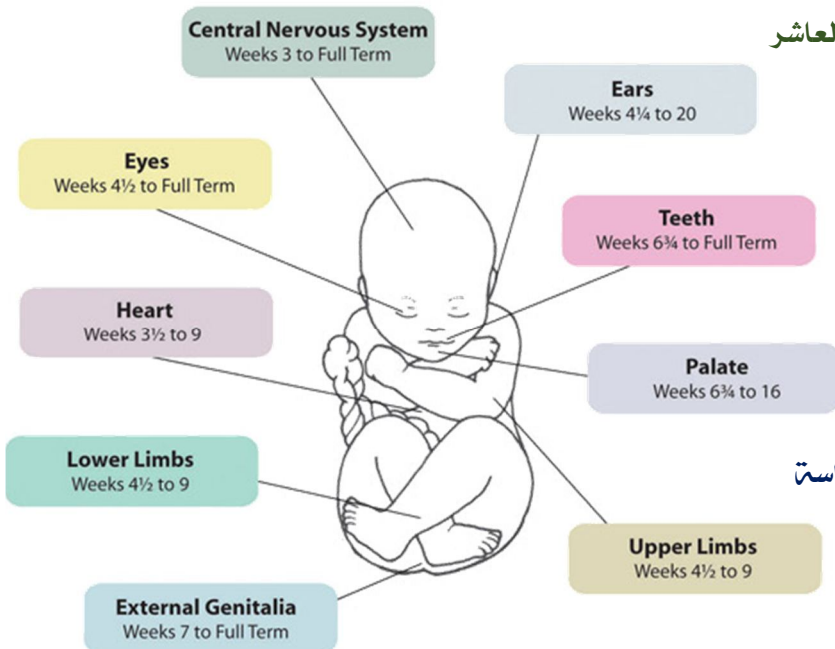 Central Nervous System
Weeks 3 to Full Term
Ears
Weeks 4¼ to 20
Eyes
Weeks 4½ to Full Term
Teeth
Weeks 6¾ to Full Term
Heart
Weeks 3½ to 9
Palate
Weeks 6¾ to 16
Lower Limbs
Weeks 4½ to 9
Upper Limbs
Weeks 4½ to 9
External Genitalia
Weeks 7 to Full Term